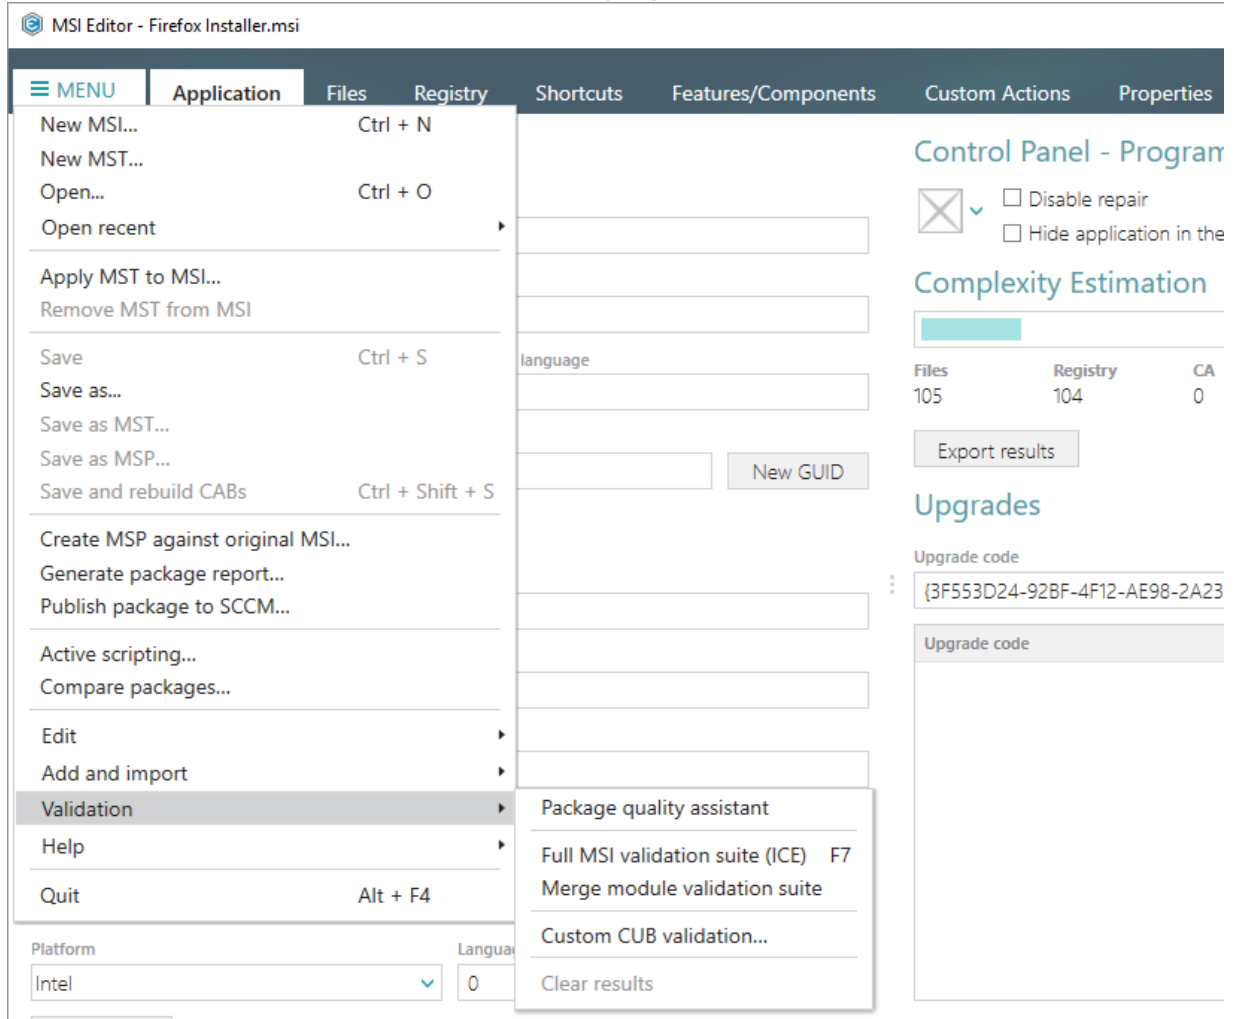 MSI Editor - Firefox Installer.msi
MENU Application Files Registry Shortcuts Features/Components Custom Actions Properties
New MSI... Ctrl + N
New MST...
Open... Ctrl + O
Open recent
Apply MST to MSI...
Remove MST from MSI
Save Ctrl + S
Save as...
Save as MST...
Save as MSP...
Save and rebuild CABs Ctrl + Shift + S
Create MSP against original MSI...
Generate package report...
Publish package to SCCM...
Active scripting...
Compare packages...
Edit
Add and import
Validation
Help
Quit Alt + F4
Package quality assistant
Full MSI validation suite (ICE) F7
Merge module validation suite
Custom CUB validation...
Clear results
language
New GUID
Platform Langua
Intel 0
Control Panel - Program
Disable repair
Hide application in the
Complexity Estimation
Files Registry CA
105 104 0
Export results
Upgrades
Upgrade code
{3F553D24-92BF-4F12-AE98-2A23
Upgrade code